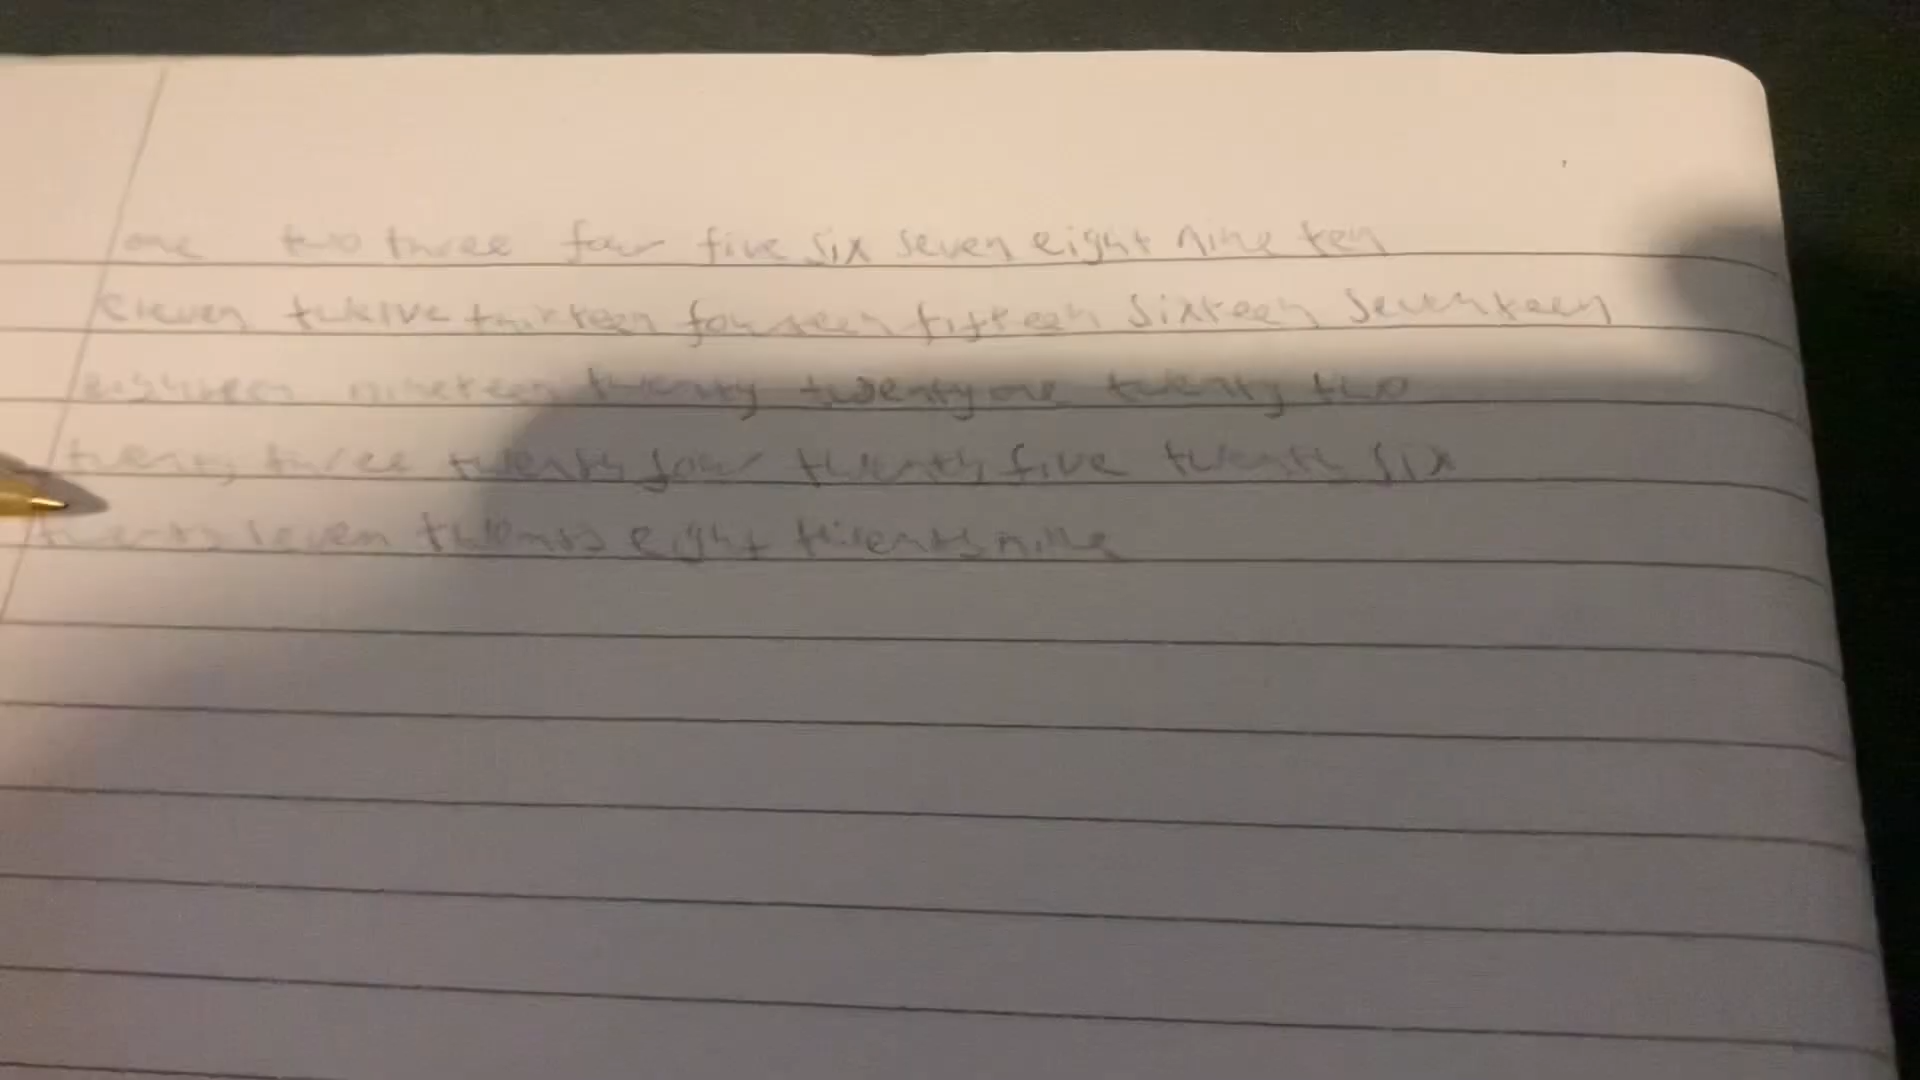 one two three four five six seven eight nine ten
eleven twelve thirteen fourteen fifteen sixteen seventeen
eighteen nineteen twenty twenty one twenty two
twenty three twenty four twenty five twenty six
twenty seven twenty eight twenty nine